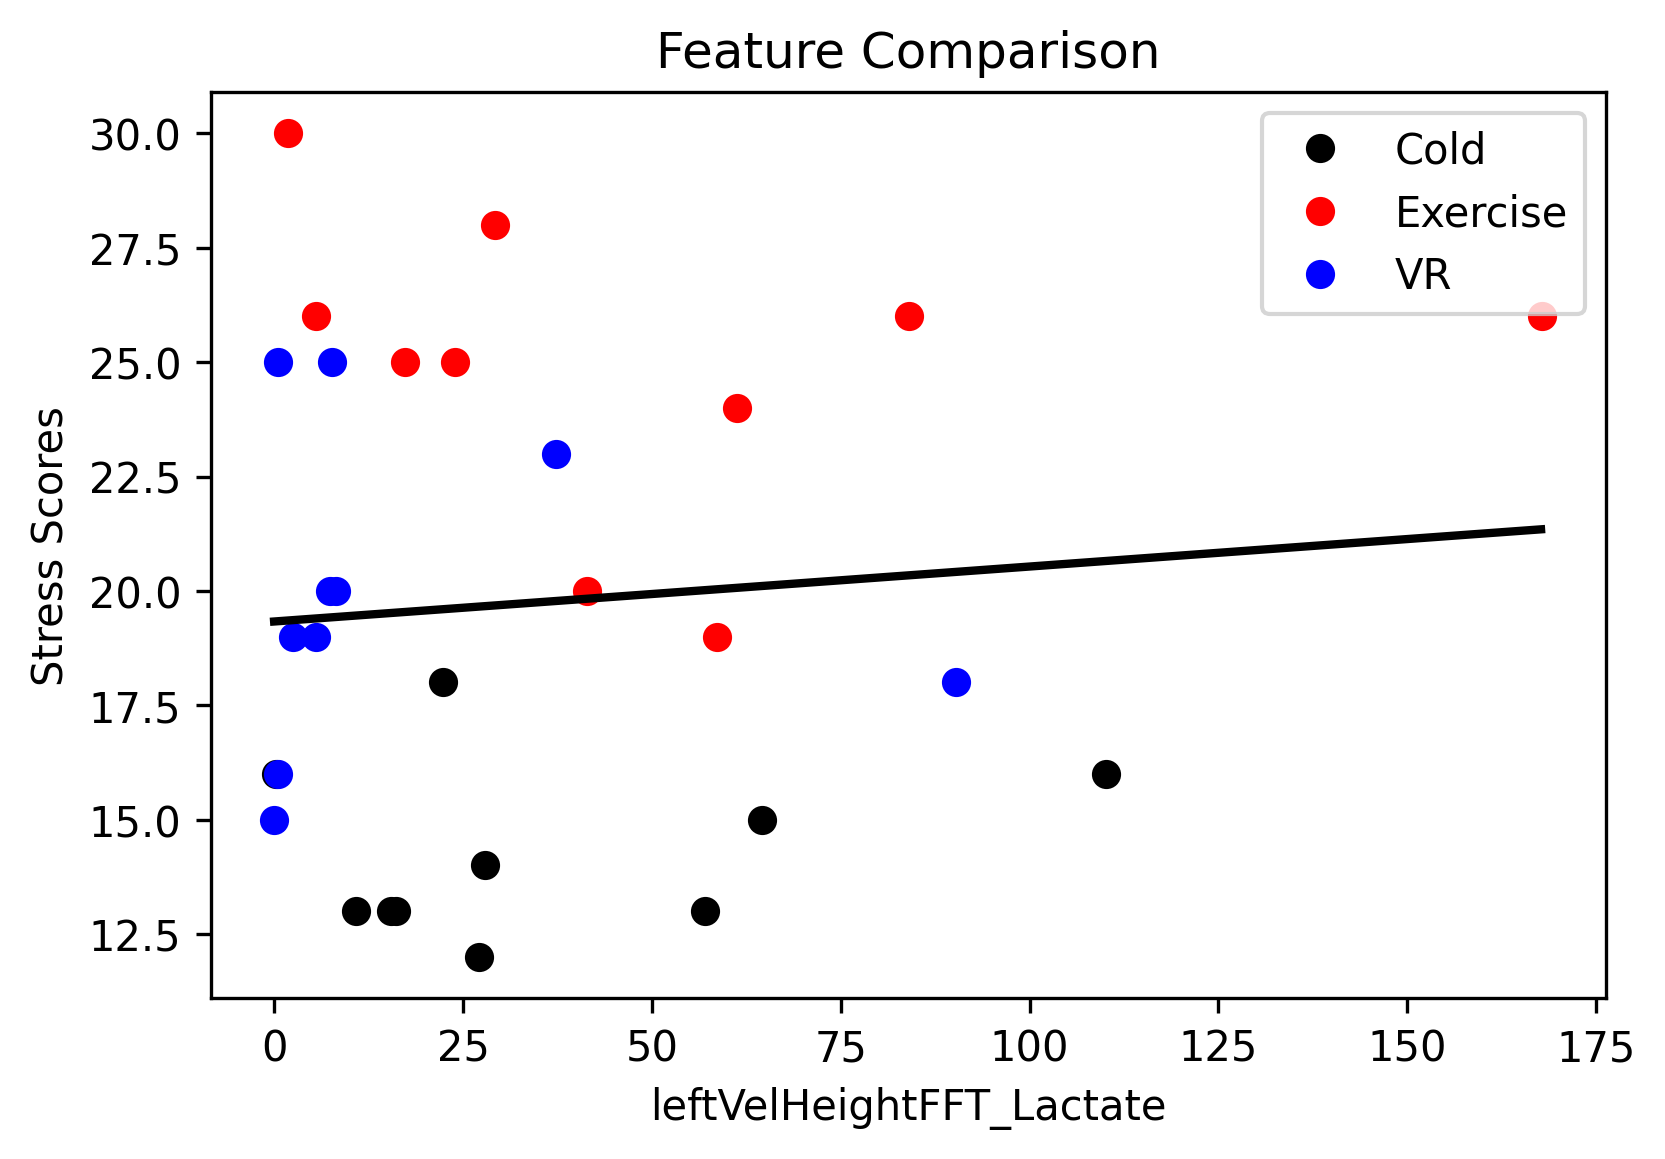 Feature Comparison
30.0
27.5
25.0
22.5
20.0
17.5
15.0
12.5
Stress Scores
Cold
Exercise
VR
0 25 50 75 100 125 150 175
leftVelHeightFFT_Lactate